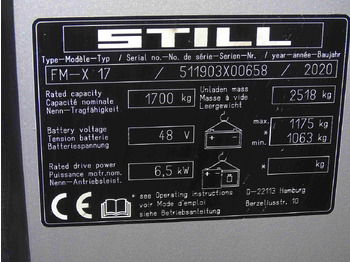 STILL
Type-Modèle-Typ / Serial no.-No. de série-Serien-Nr. / year-année-Baujahr
FM-X 17 / 511903X00658 / 2020
Rated capacity
Capacité nominale
Nenn-Tragfähigkeit
1700 kg
Unladen mass
Masse à vide
Leergewicht
2518 kg
Battery voltage
Tension batterie
Batteriespannung
48 V
max. 1175 kg
*
min. 1063 kg
Rated drive power
Puissance motr.nom.
Nenn-Antriebsleist.
6,5 kW
* kg
* see Operating instructions
voir Mode d'emploi
siehe Betriebsanleitung
D-22113 Hamburg
Berzeliusstr. 10
CE